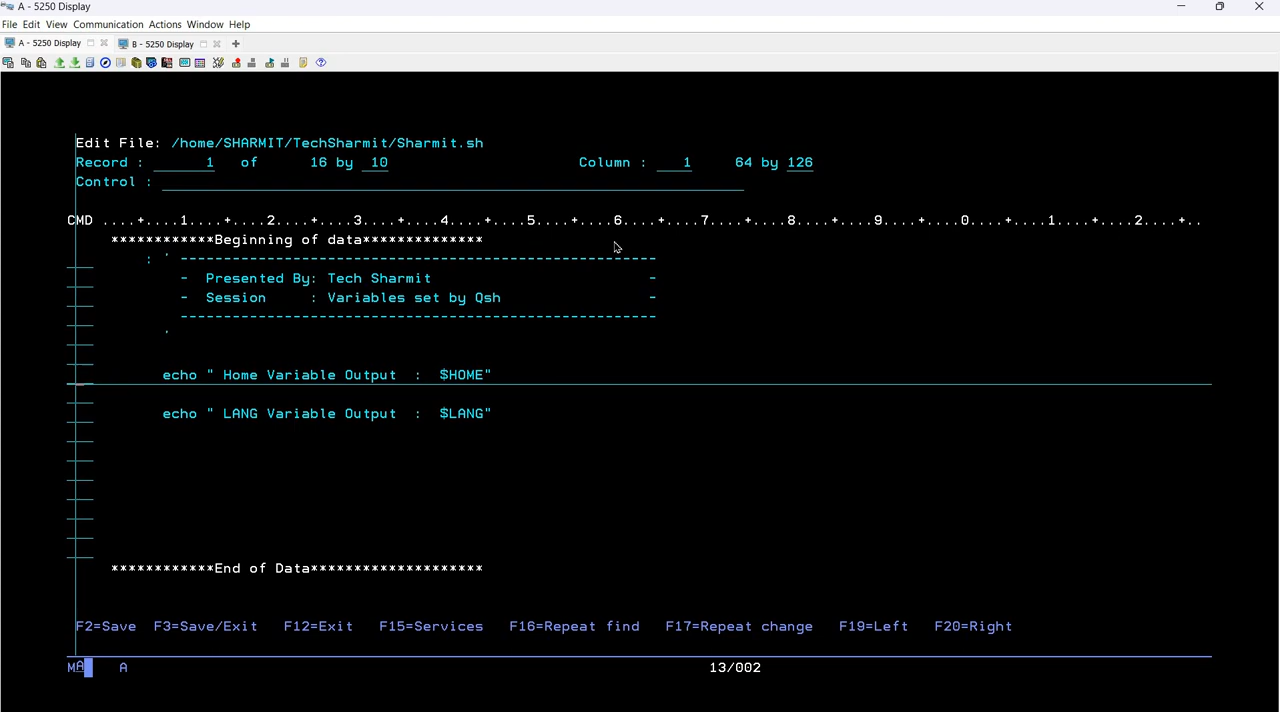 A - 5250 Display
File Edit View Communication Actions Window Help
A - 5250 Display B - 5250 Display
Edit File: /home/SHARMIT/TechSharmit/Sharmit.sh
Record : 1 of 16 by 10 Column : 1 64 by 126
Control :
CMD ....+....1....+....2....+....3....+....4....+....5....+....6....+....7....+....8....+....9....+....0....+....1....+....2....+..
************Beginning of data**************
: ' -------------------------------------------------------
- Presented By: Tech Sharmit -
- Session : Variables set by Qsh -
-------------------------------------------------------
'
echo " Home Variable Output : $HOME"
echo " LANG Variable Output : $LANG"
************End of Data********************
F2=Save F3=Save/Exit F12=Exit F15=Services F16=Repeat find F17=Repeat change F19=Left F20=Right
MA A 13/002